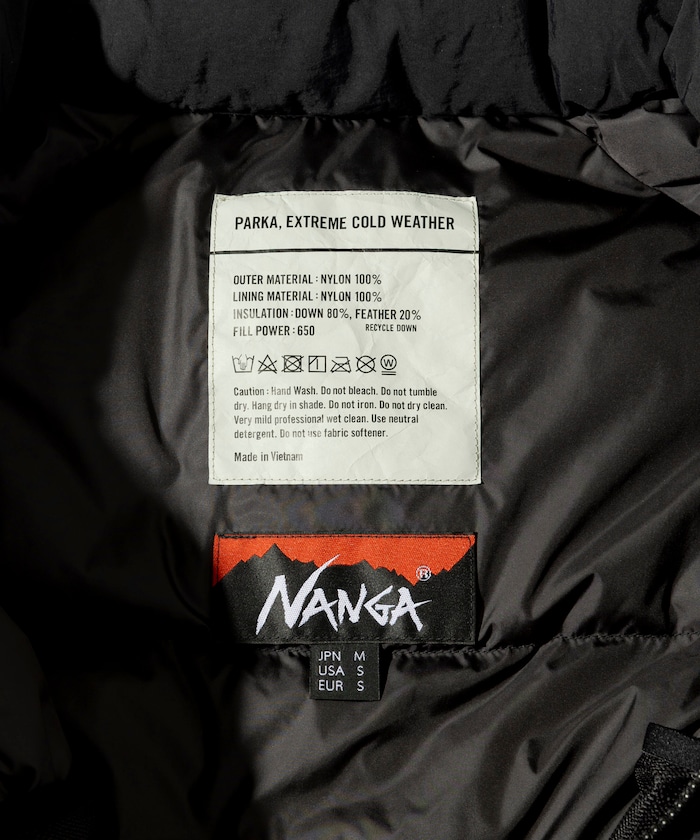 PARKA, EXTREME COLD WEATHER
OUTER MATERIAL : NYLON 100%
LINING MATERIAL : NYLON 100%
INSULATION : DOWN 80%, FEATHER 20%
FILL POWER : 650 RECYCLE DOWN
W
Caution : Hand Wash. Do not bleach. Do not tumble
dry. Hang dry in shade. Do not iron. Do not dry clean.
Very mild professional wet clean. Use neutral
detergent. Do not use fabric softener.
Made in Vietnam
NANGA®
JPN M
USA S
EUR S